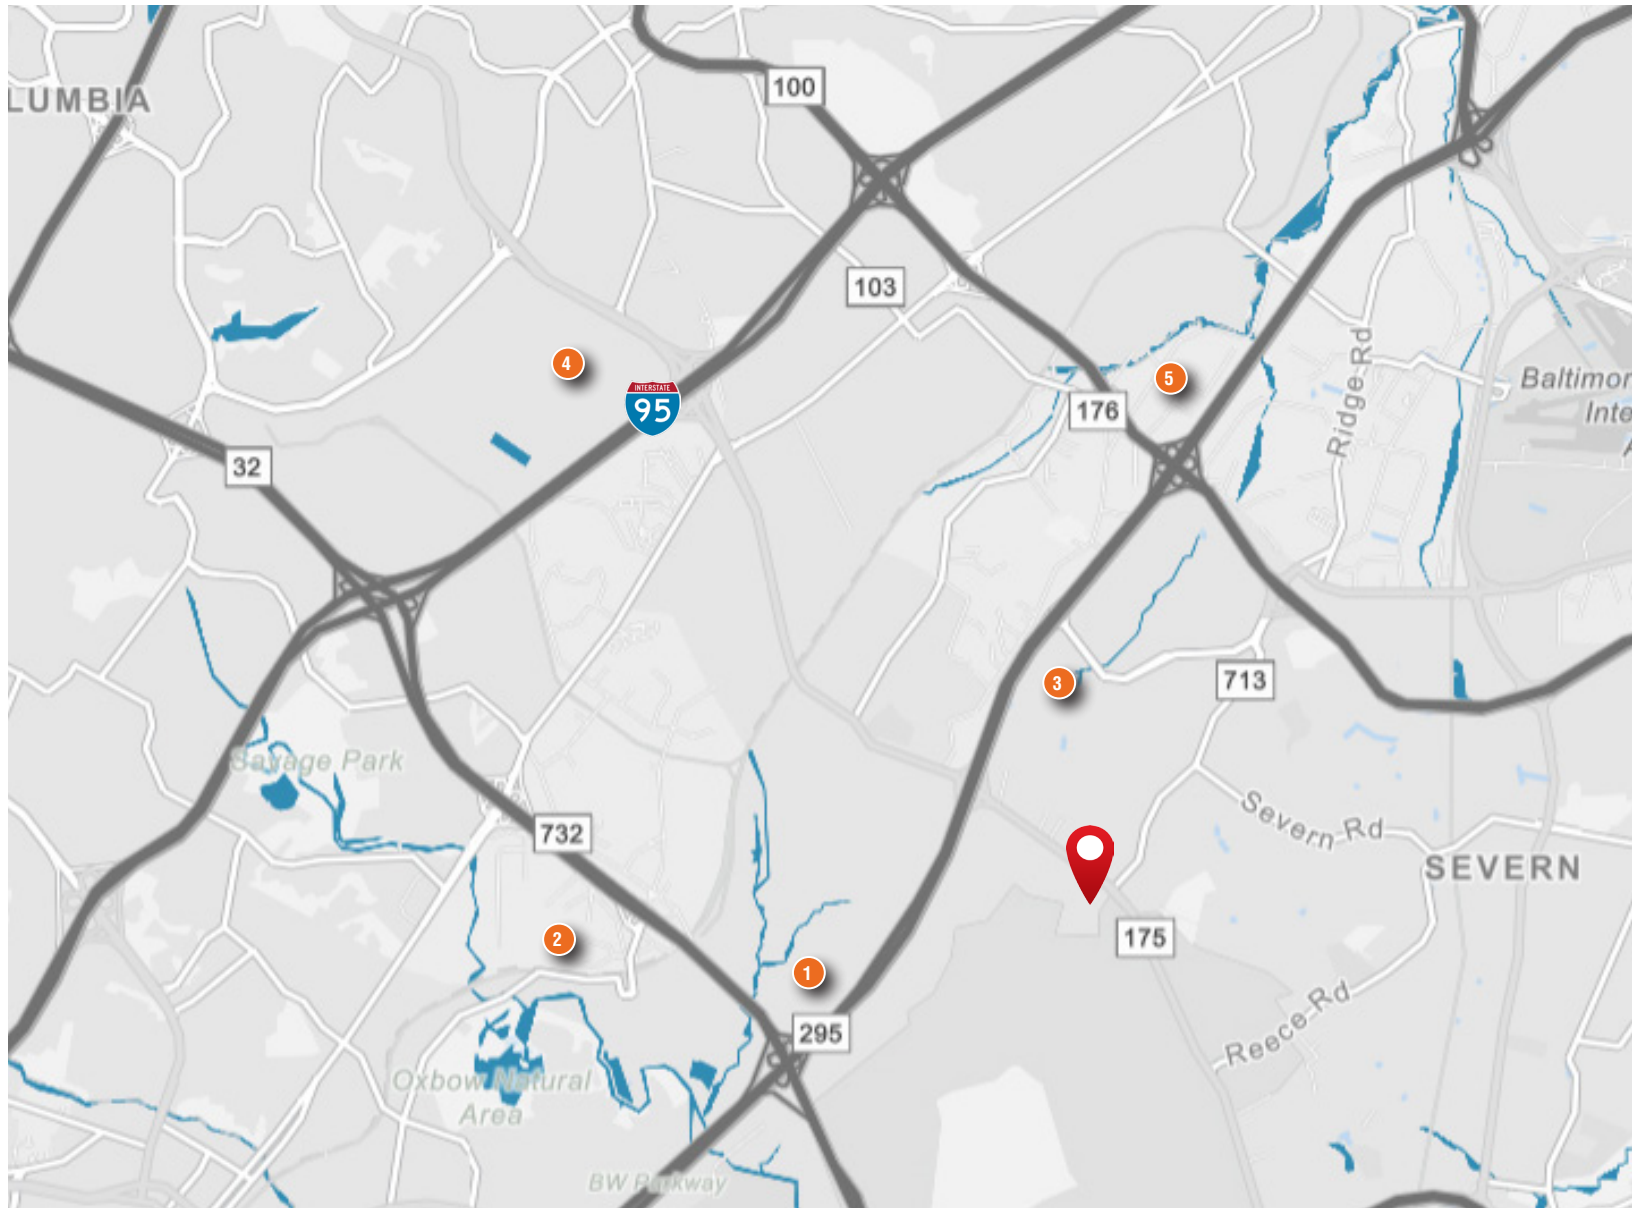 LUMBIA
100
103
4
INTERSTATE
95
5
176
Ridge Rd
Baltimor
Inte
A
32
3
713
Savage Park
732
Severn Rd
SEVERN
2
1
175
295
Reece Rd
Oxbow Natural
Area
BW Parkway